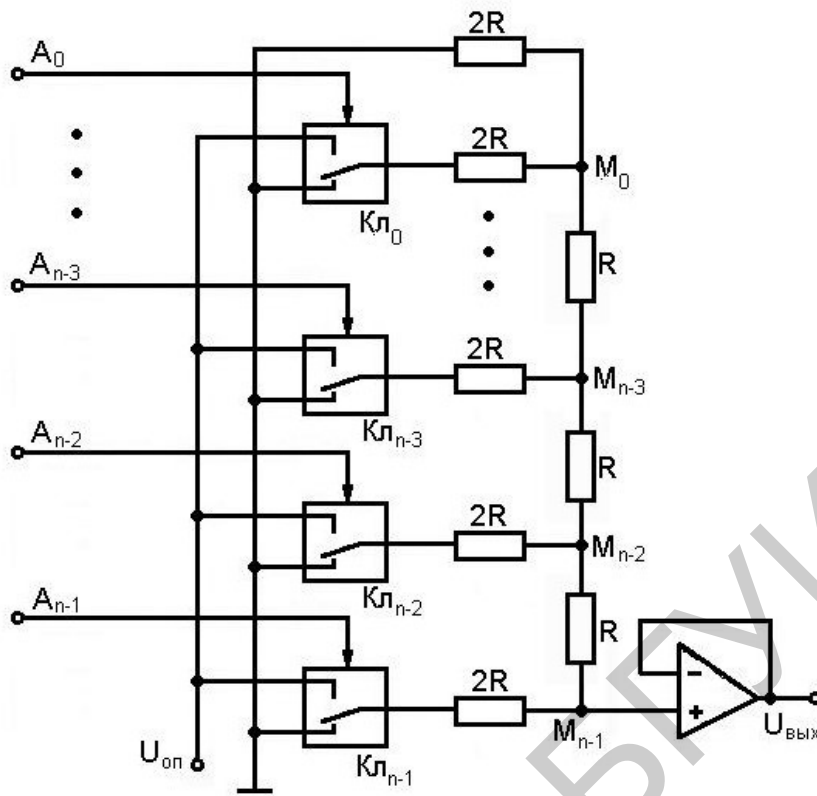 2R
A₀
2R
M₀
Кл₀
R
Aₙ₋₃
2R
Mₙ₋₃
Клₙ₋₃
R
Aₙ₋₂
2R
Mₙ₋₂
Клₙ₋₂
R
Aₙ₋₁
2R
Mₙ₋₁
- 
+
Uвых
Uоп
Клₙ₋₁
БГУИ